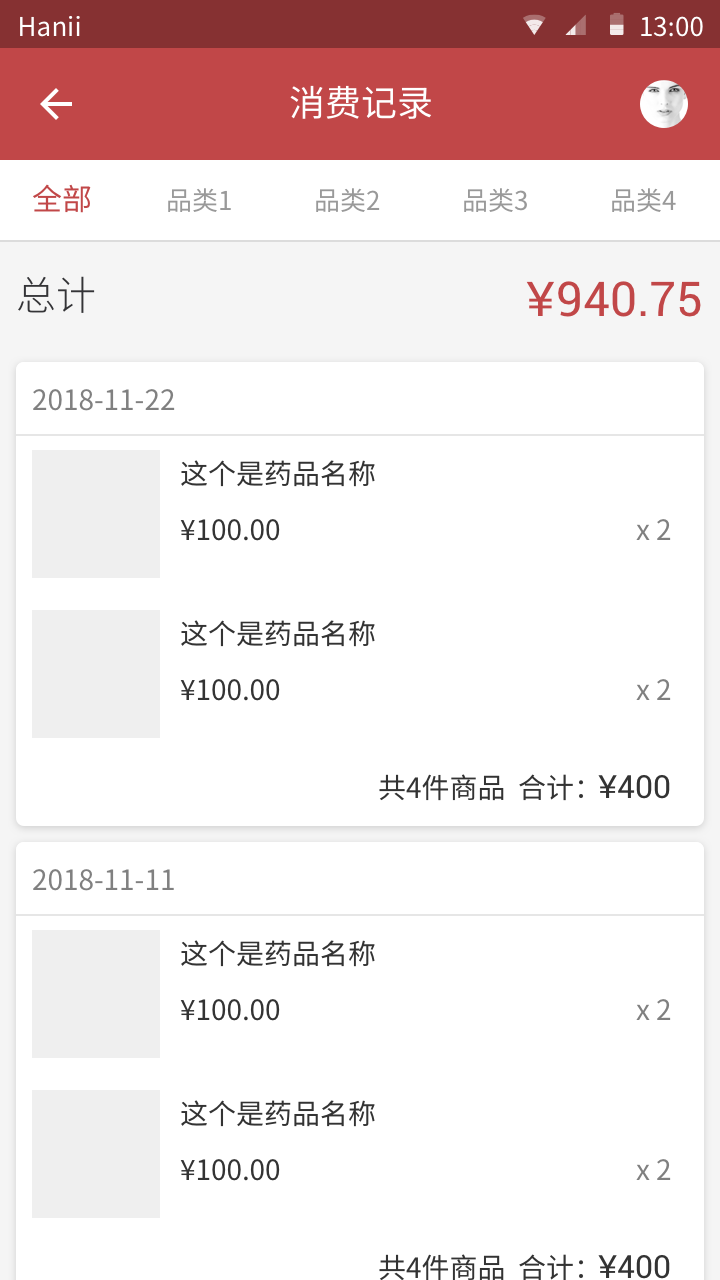 Hanii 13:00
消费记录
全部 品类1 品类2 品类3 品类4
总计 ¥940.75
2018-11-22
这个是药品名称
¥100.00 x 2
这个是药品名称
¥100.00 x 2
共4件商品 合计：¥400
2018-11-11
这个是药品名称
¥100.00 x 2
这个是药品名称
¥100.00 x 2
共4件商品 合计：¥400